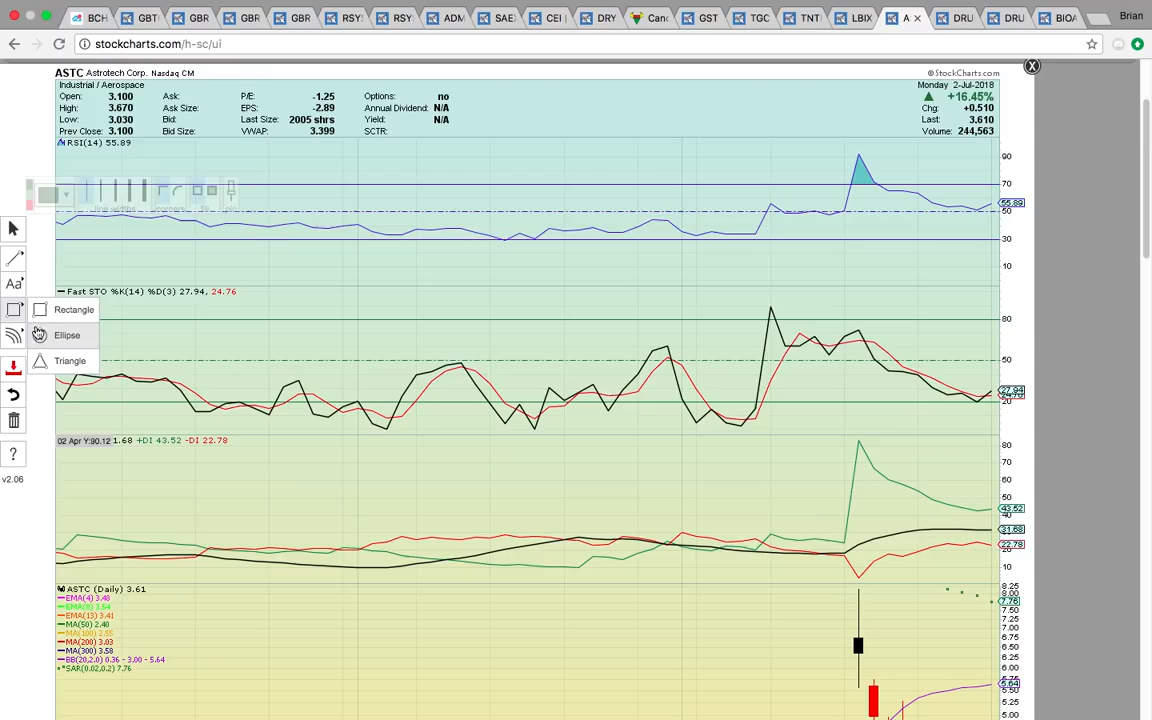 BCH GBT GBR GBR GBR RSY RSY ADM SAE CEI DRY Canc GST TGC TNT LBIX A DRU DRU BIOA Brian
stockcharts.com/h-sc/ui
X
ASTC Astrotech Corp. Nasdaq CM © StockCharts.com
Industrial / Aerospace Monday 2-Jul-2018
Open: 3.100 Ask: P/E: -1.25 Options: no +16.45%
High: 3.670 Ask Size: EPS: -2.89 Annual Dividend: N/A Chg: +0.510
Low: 3.030 Bid: Last Size: 2005 shrs Yield: N/A Last: 3.610
Prev Close: 3.100 Bid Size: VWAP: 3.399 SCTR: Volume: 244,563
RSI(14) 55.89
90
70
55.89
50
30
10
line widths corners fill pin
Aa
Rectangle
Ellipse
Triangle
?
v2.06
Fast STO %K(14) %D(3) 27.94, 24.76
80
50
27.94
24.76
20
02 Apr Y:90.12 1.68 +DI 43.52 -DI 22.78
80
70
60
50
43.52
40
31.68
22.78
20
10
ASTC (Daily) 3.61
EMA(4) 3.48
EMA(8) 3.54
EMA(13) 3.41
MA(50) 2.40
MA(100) 2.55
MA(200) 3.03
MA(300) 3.58
BB(20,2.0) 0.36 - 3.00 - 5.64
SAR(0.02,0.2) 7.76
8.25
8.00
7.76
7.50
7.25
7.00
6.75
6.50
6.25
6.00
5.75
5.64
5.50
5.25
5.00